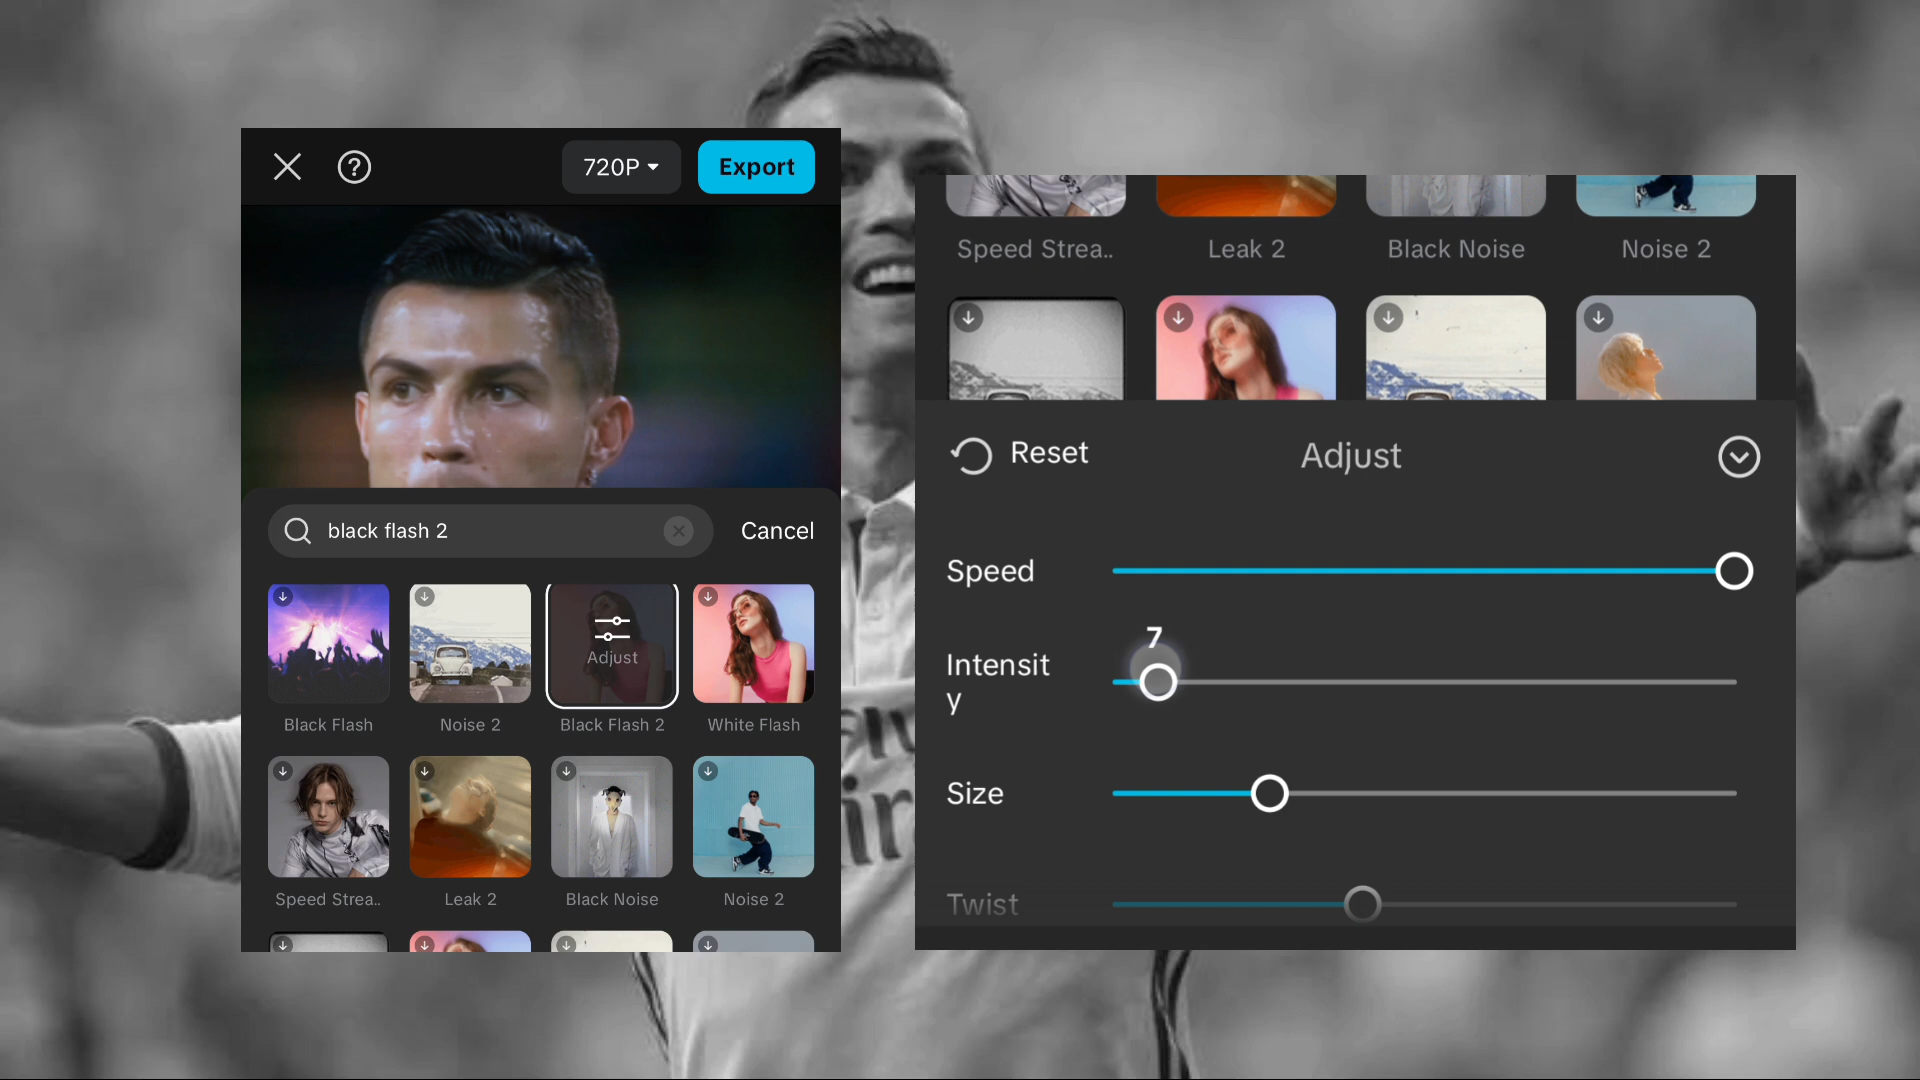 720P
Export
black flash 2
Cancel
Adjust
Black Flash
Noise 2
Black Flash 2
White Flash
Speed Strea..
Leak 2
Black Noise
Noise 2
Speed Strea..
Leak 2
Black Noise
Noise 2
Reset
Adjust
Speed
7
Intensit
y
Size
Twist